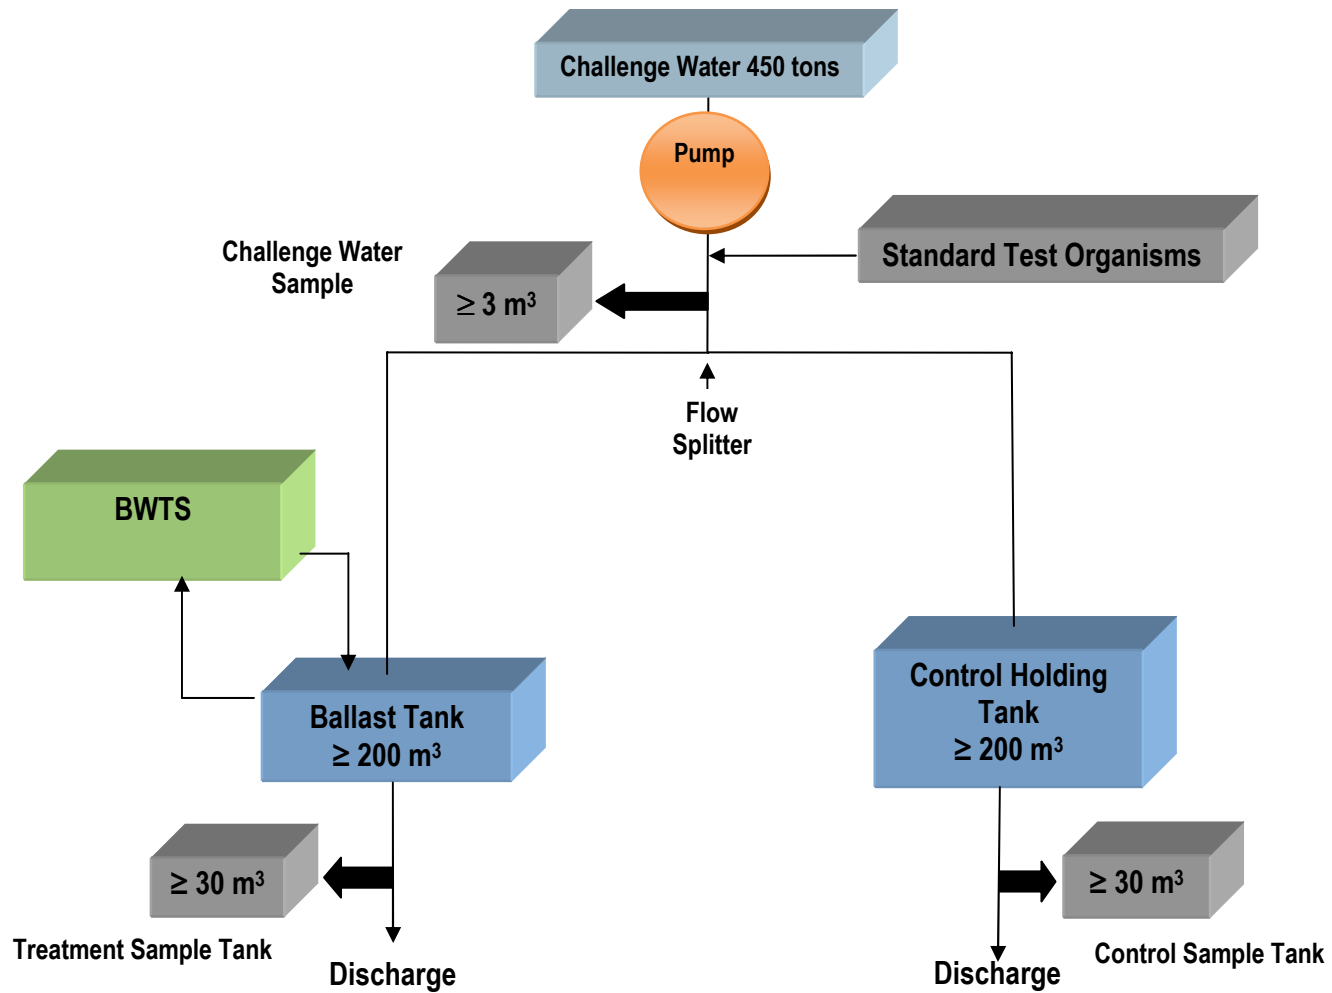 Challenge Water 450 tons
Pump
Challenge Water
Sample
≥ 3 m³
Standard Test Organisms
Flow
Splitter
BWTS
Ballast Tank
≥ 200 m³
Control Holding
Tank
≥ 200 m³
≥ 30 m³
Treatment Sample Tank
Discharge
≥ 30 m³
Control Sample Tank
Discharge